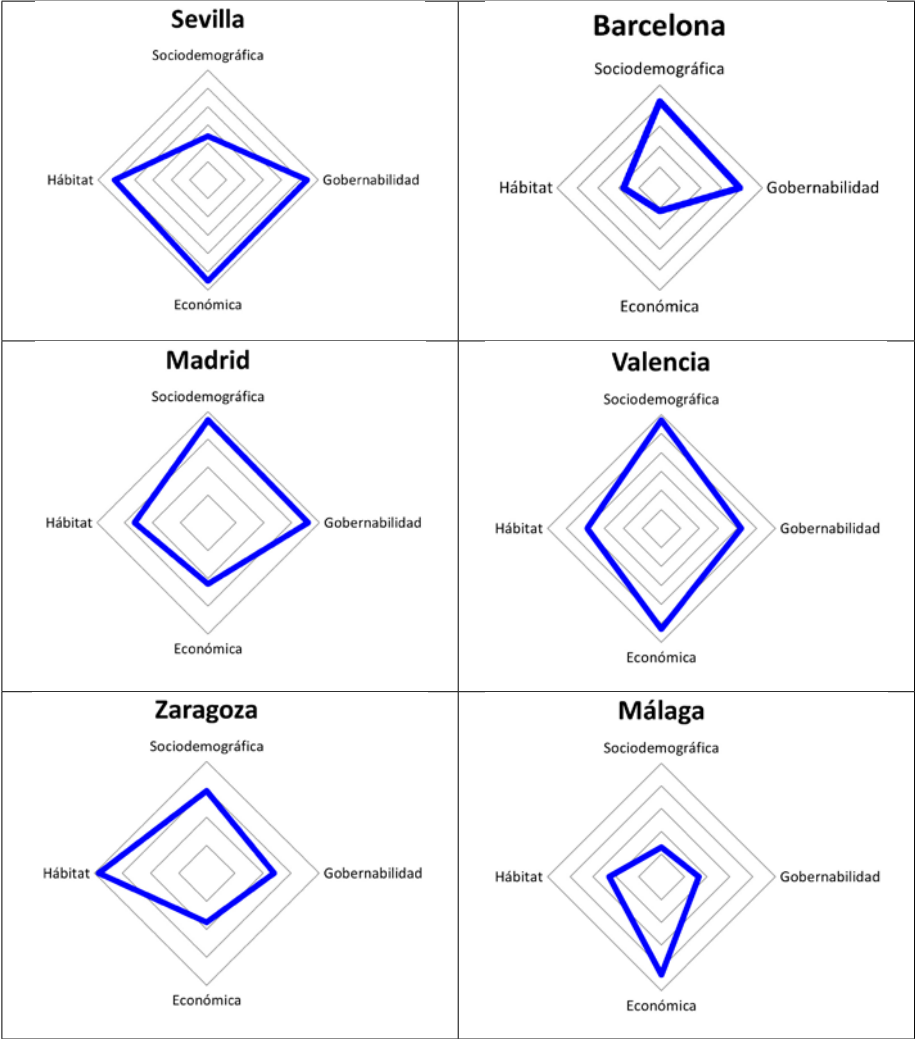 Sevilla
Sociodemográfica
Hábitat
Gobernabilidad
Económica
Barcelona
Sociodemográfica
Hábitat
Gobernabilidad
Económica
Madrid
Sociodemográfica
Hábitat
Gobernabilidad
Económica
Valencia
Sociodemográfica
Hábitat
Gobernabilidad
Económica
Zaragoza
Sociodemográfica
Hábitat
Gobernabilidad
Económica
Málaga
Sociodemográfica
Hábitat
Gobernabilidad
Económica